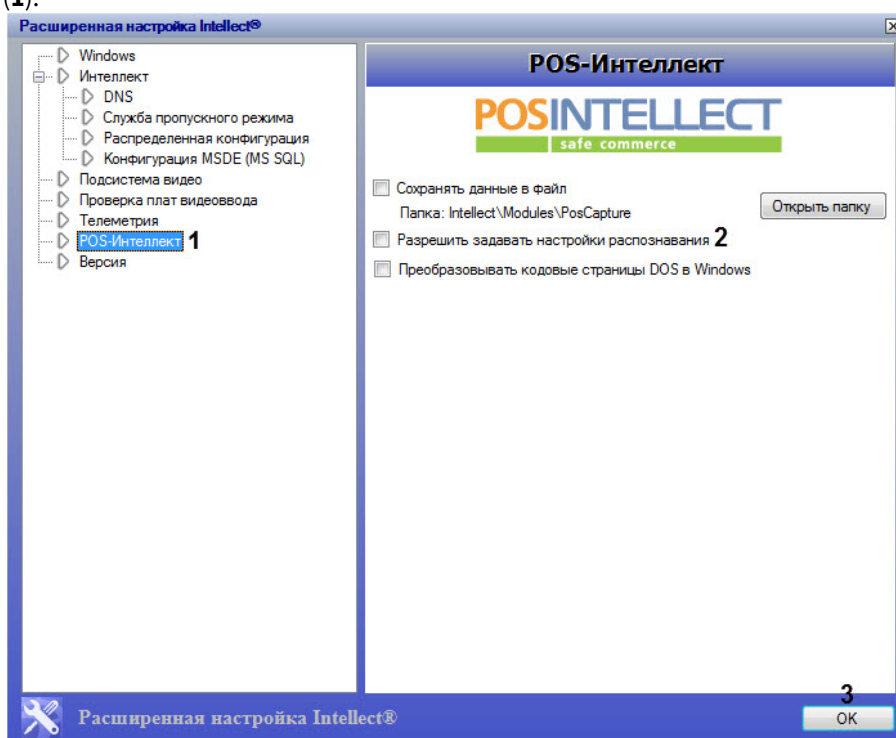 (1).
Расширенная настройка Intellect®
Windows
Интеллект
DNS
Служба пропускного режима
Распределенная конфигурация
Конфигурация MSDE (MS SQL)
Подсистема видео
Проверка плат видеоввода
Телеметрия
POS-Интеллект 1
Версия
POS-Интеллект
POSINTELLECT
safe commerce
Сохранять данные в файл
Папка: Intellect\Modules\PosCapture
Открыть папку
Разрешить задавать настройки распознавания 2
Преобразовывать кодовые страницы DOS в Windows
Расширенная настройка Intellect®
3
OK